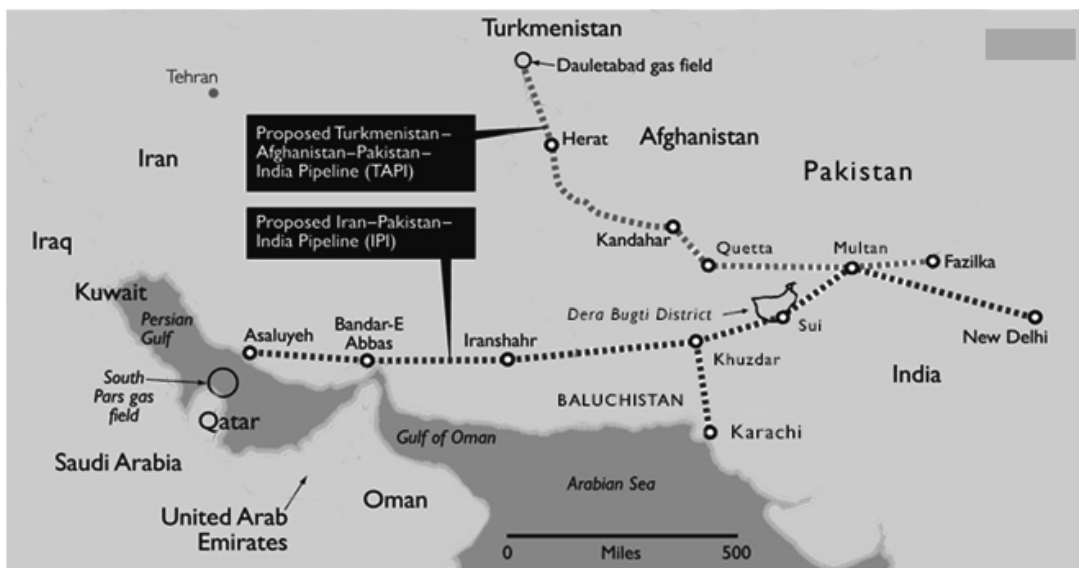 Turkmenistan
Dauletabad gas field
Tehran
Proposed Turkmenistan–
Afghanistan–Pakistan–
India Pipeline (TAPI)
Herat
Afghanistan
Iran
Pakistan
Proposed Iran–Pakistan–
India Pipeline (IPI)
Iraq
Kandahar
Quetta
Multan
Fazilka
Kuwait
Persian
Gulf
Dera Bugti District
Asaluyeh
Bandar-E
Abbas
Iranshahr
Sui
New Delhi
Khuzdar
South
Pars gas
field
India
BALUCHISTAN
Qatar
Gulf of Oman
Karachi
Saudi Arabia
Arabian Sea
Oman
United Arab
Emirates
0 Miles 500